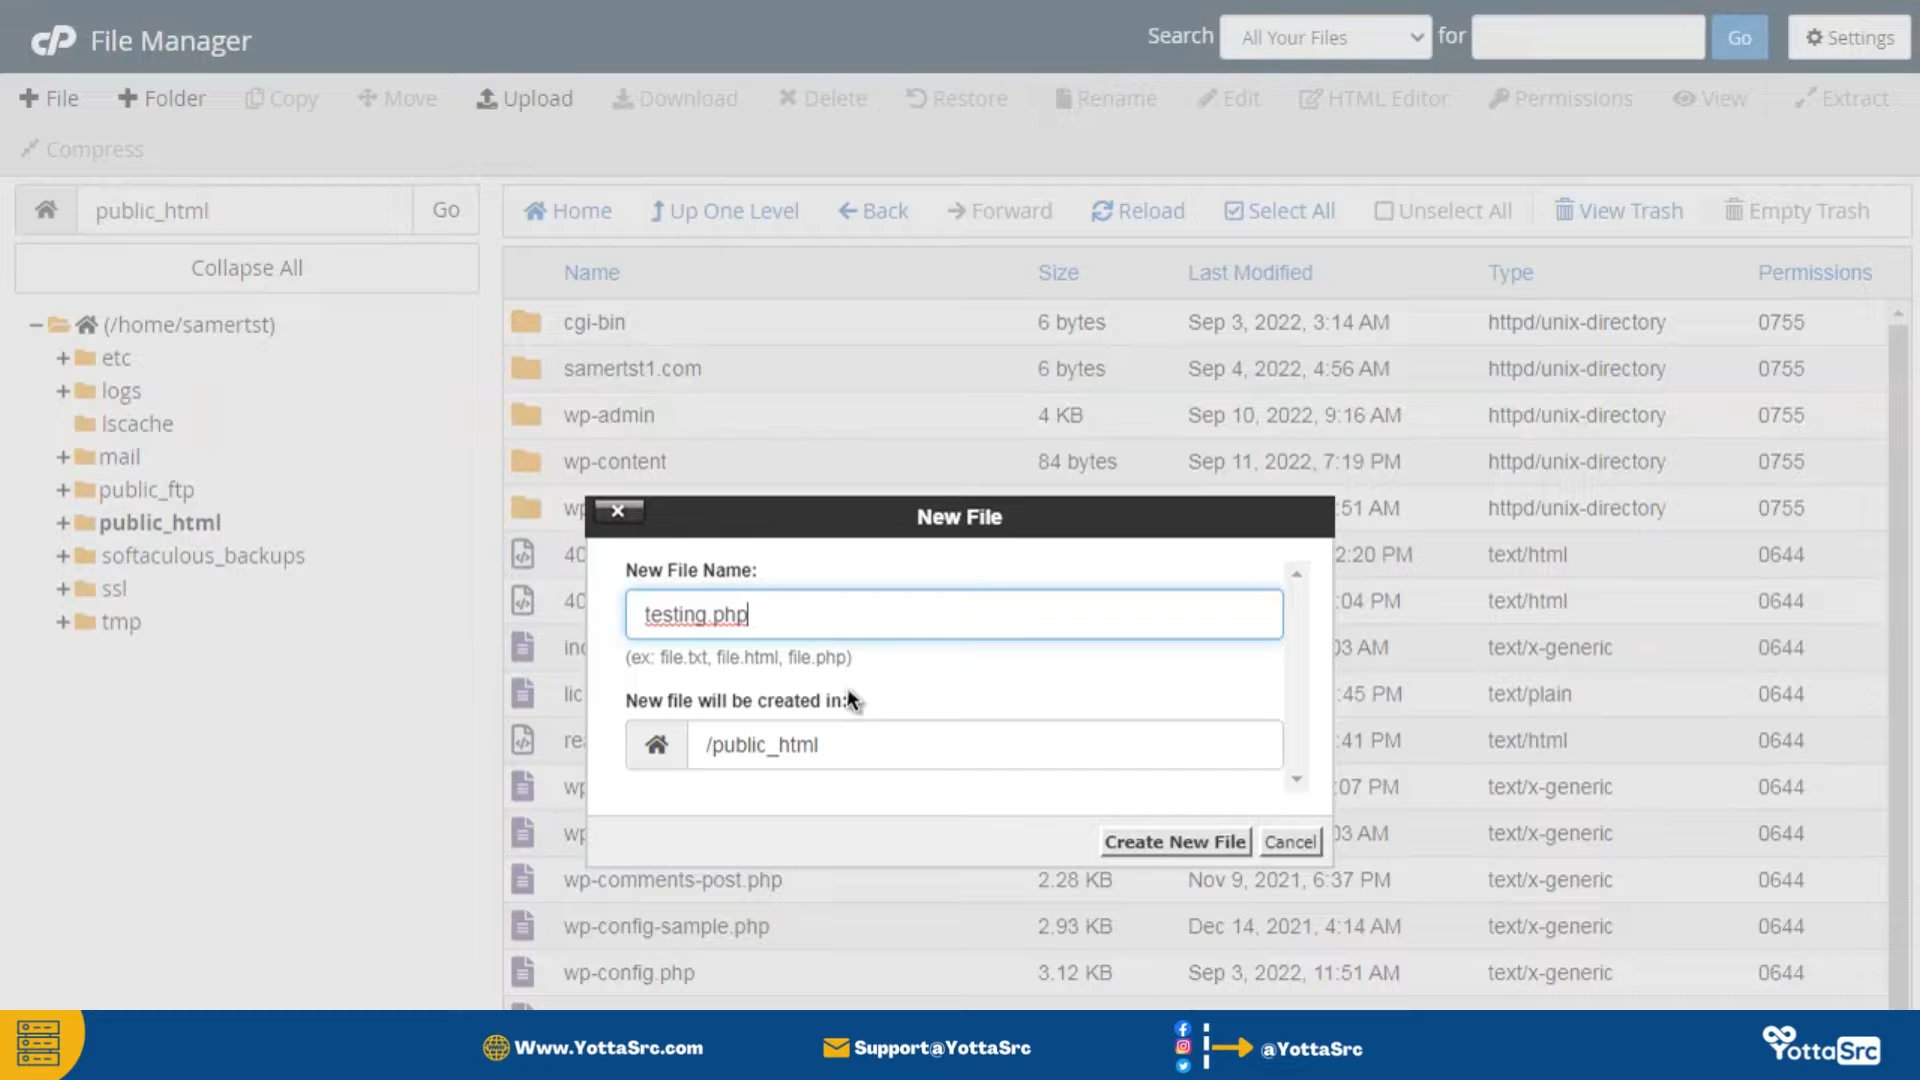 cP File Manager
Search All Your Files for Go Settings
File Folder Copy Move Upload Download Delete Restore Rename Edit HTML Editor Permissions View Extract
Compress
public_html Go
Home Up One Level Back Forward Reload Select All Unselect All View Trash Empty Trash
Collapse All
(/home/samertst)
etc
logs
lscache
mail
public_ftp
public_html
softaculous_backups
ssl
tmp
Name Size Last Modified Type Permissions
cgi-bin 6 bytes Sep 3, 2022, 3:14 AM httpd/unix-directory 0755
samertst1.com 6 bytes Sep 4, 2022, 4:56 AM httpd/unix-directory 0755
wp-admin 4 KB Sep 10, 2022, 9:16 AM httpd/unix-directory 0755
wp-content 84 bytes Sep 11, 2022, 7:19 PM httpd/unix-directory 0755
:51 AM httpd/unix-directory 0755
40 2:20 PM text/html 0644
40 :04 PM text/html 0644
03 AM text/x-generic 0644
lic :45 PM text/plain 0644
re :41 PM text/html 0644
:07 PM text/x-generic 0644
03 AM text/x-generic 0644
wp-comments-post.php 2.28 KB Nov 9, 2021, 6:37 PM text/x-generic 0644
wp-config-sample.php 2.93 KB Dec 14, 2021, 4:14 AM text/x-generic 0644
wp-config.php 3.12 KB Sep 3, 2022, 11:51 AM text/x-generic 0644
New File
New File Name:
testing.php
(ex: file.txt, file.html, file.php)
New file will be created in:
/public_html
Create New File Cancel
Www.YottaSrc.com Support@YottaSrc @YottaSrc YottaSrc